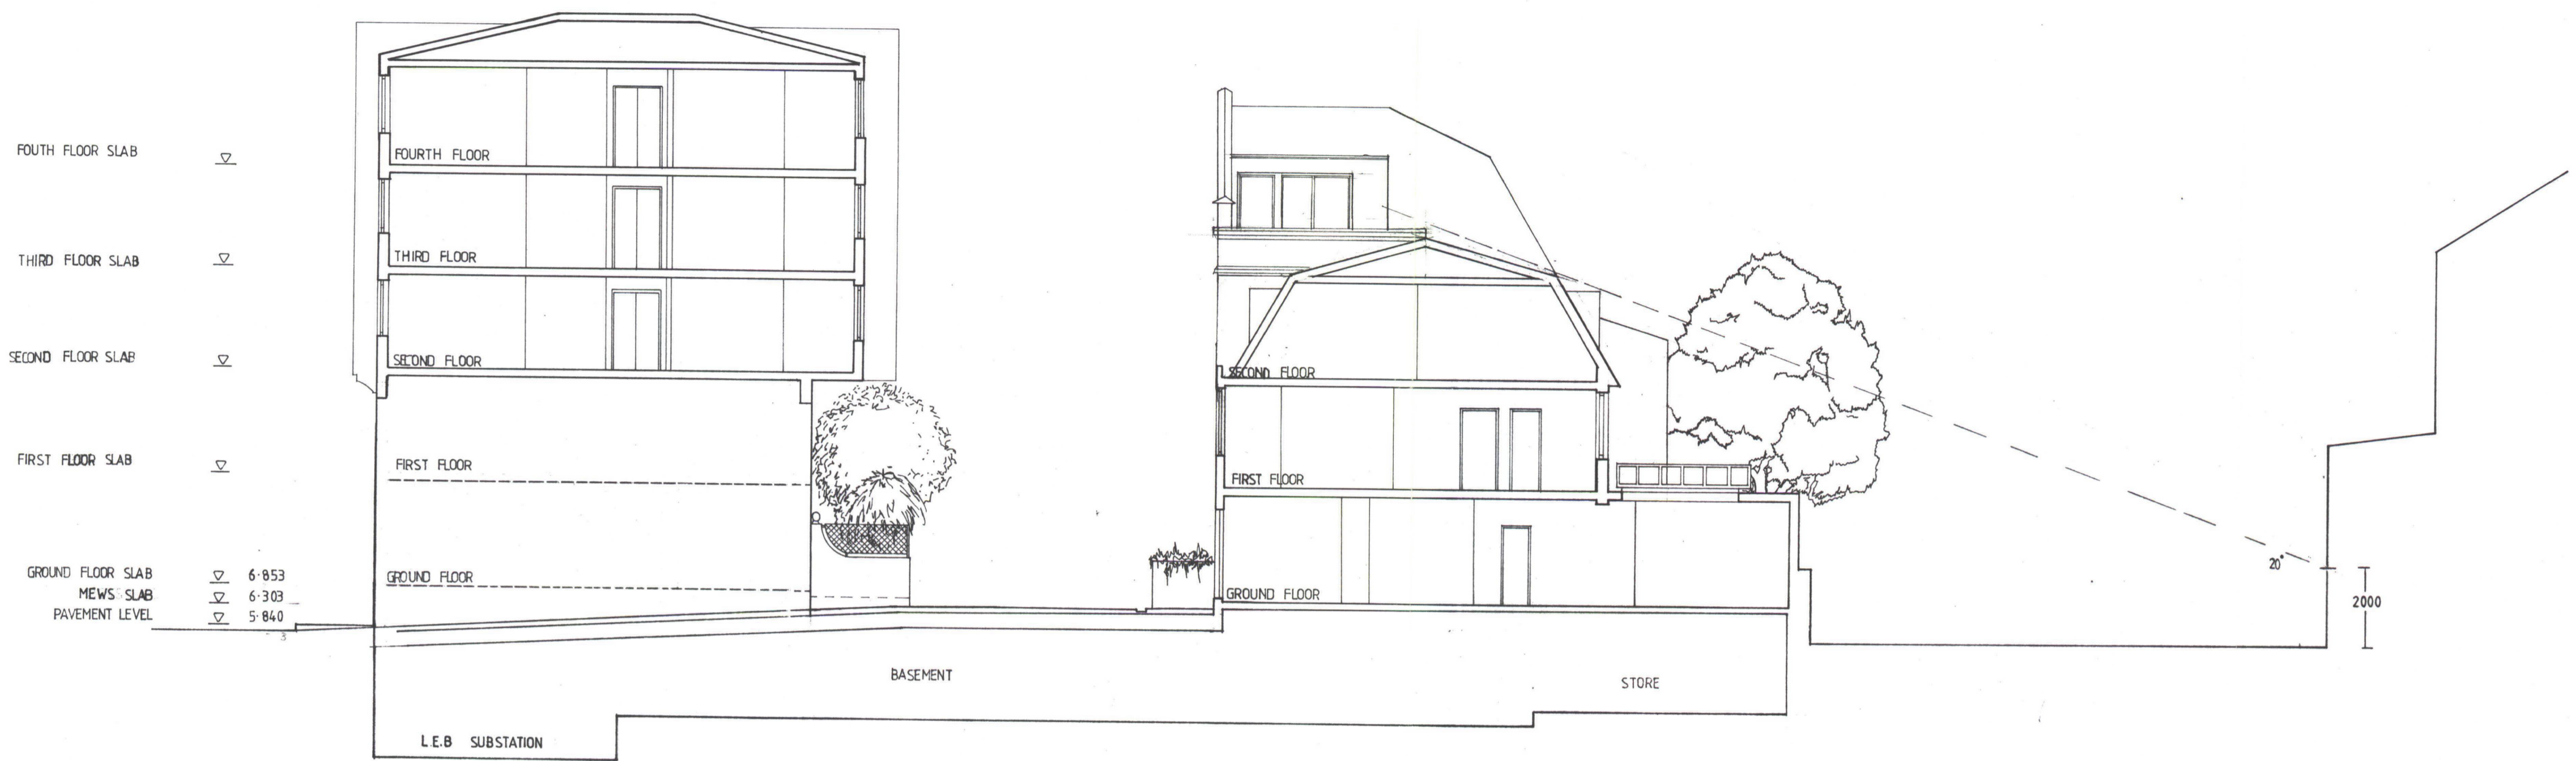 FOUTH FLOOR SLAB
THIRD FLOOR SLAB
SECOND FLOOR SLAB
FIRST FLOOR SLAB
GROUND FLOOR SLAB 6·853
MEWS SLAB 6·303
PAVEMENT LEVEL 5·840
3
FOURTH FLOOR
THIRD FLOOR
SECOND FLOOR
FIRST FLOOR
GROUND FLOOR
SECOND FLOOR
FIRST FLOOR
GROUND FLOOR
BASEMENT
STORE
L.E.B SUBSTATION
20°
2000